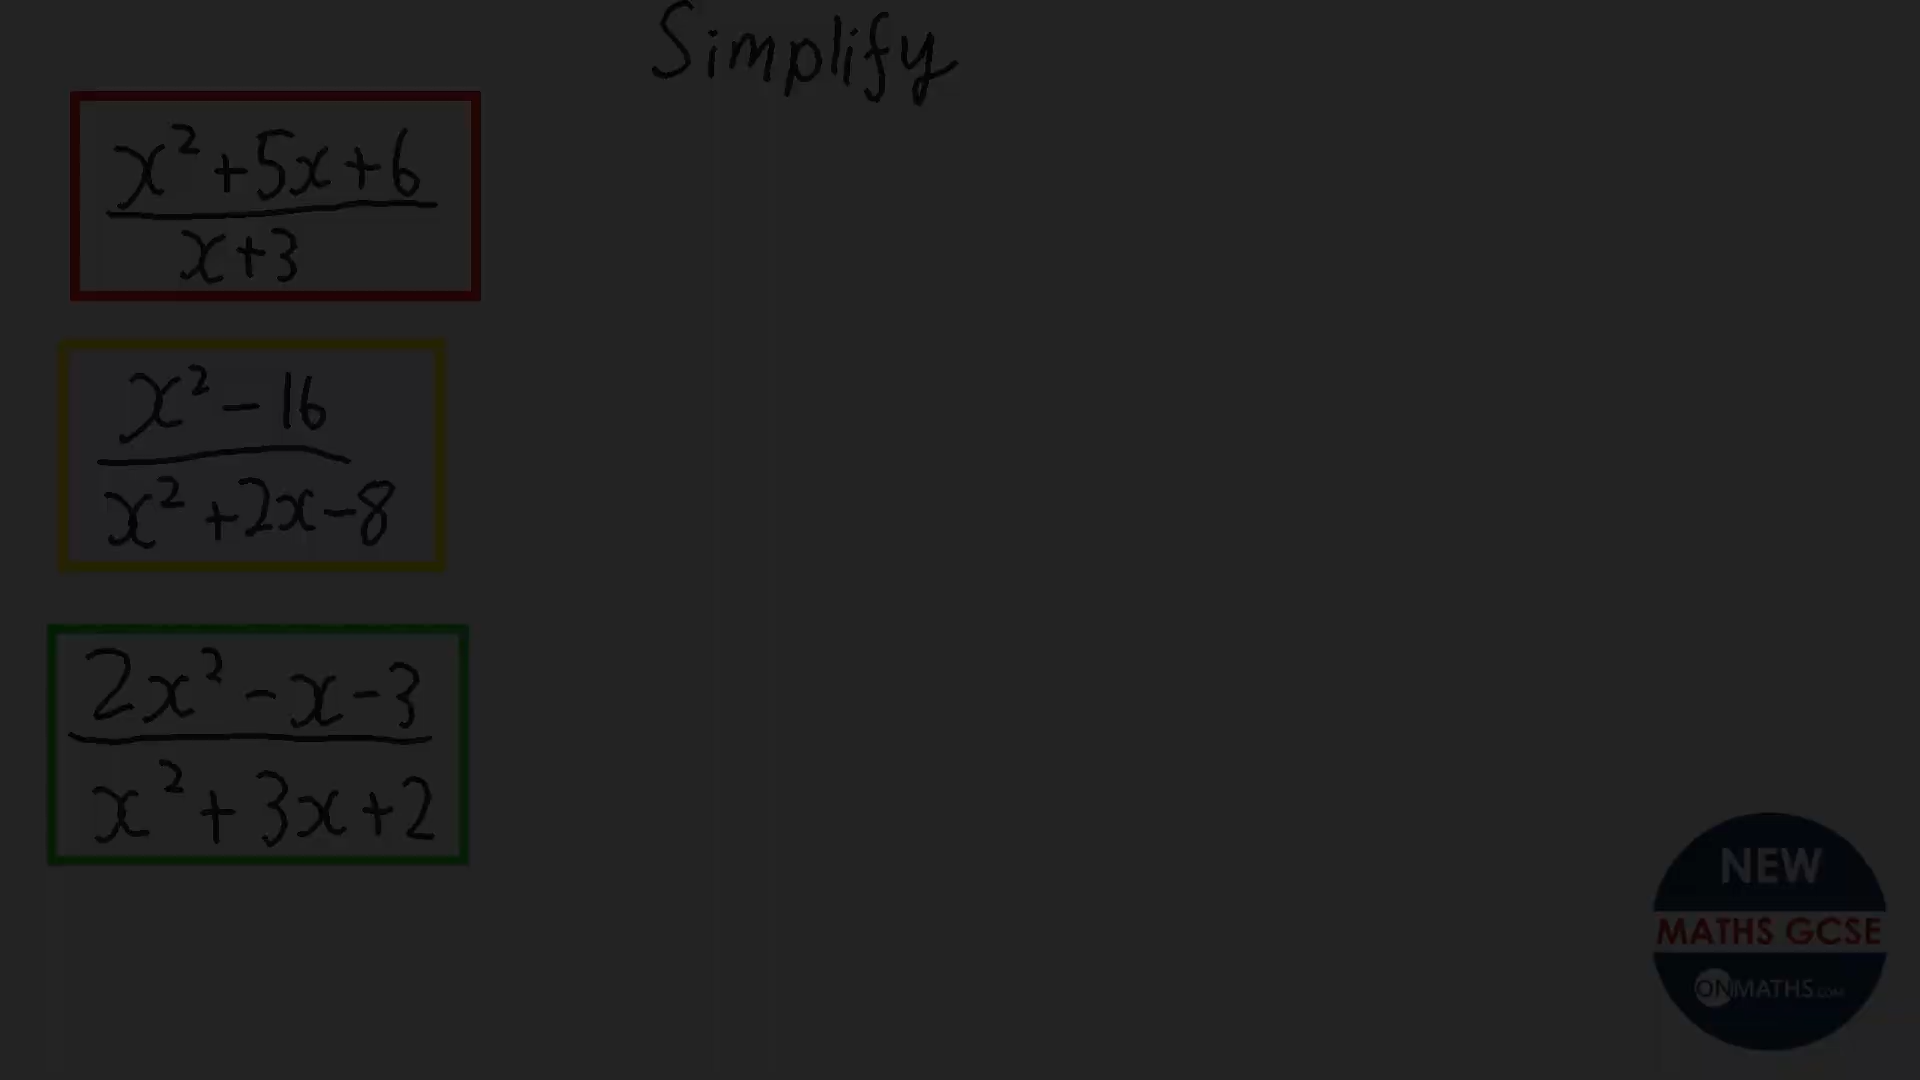 Simplify
x² + 5x + 6
x + 3
x² - 16
x² + 2x - 8
2x² - x - 3
x² + 3x + 2
NEW
MATHS GCSE
ONMATHS.COM